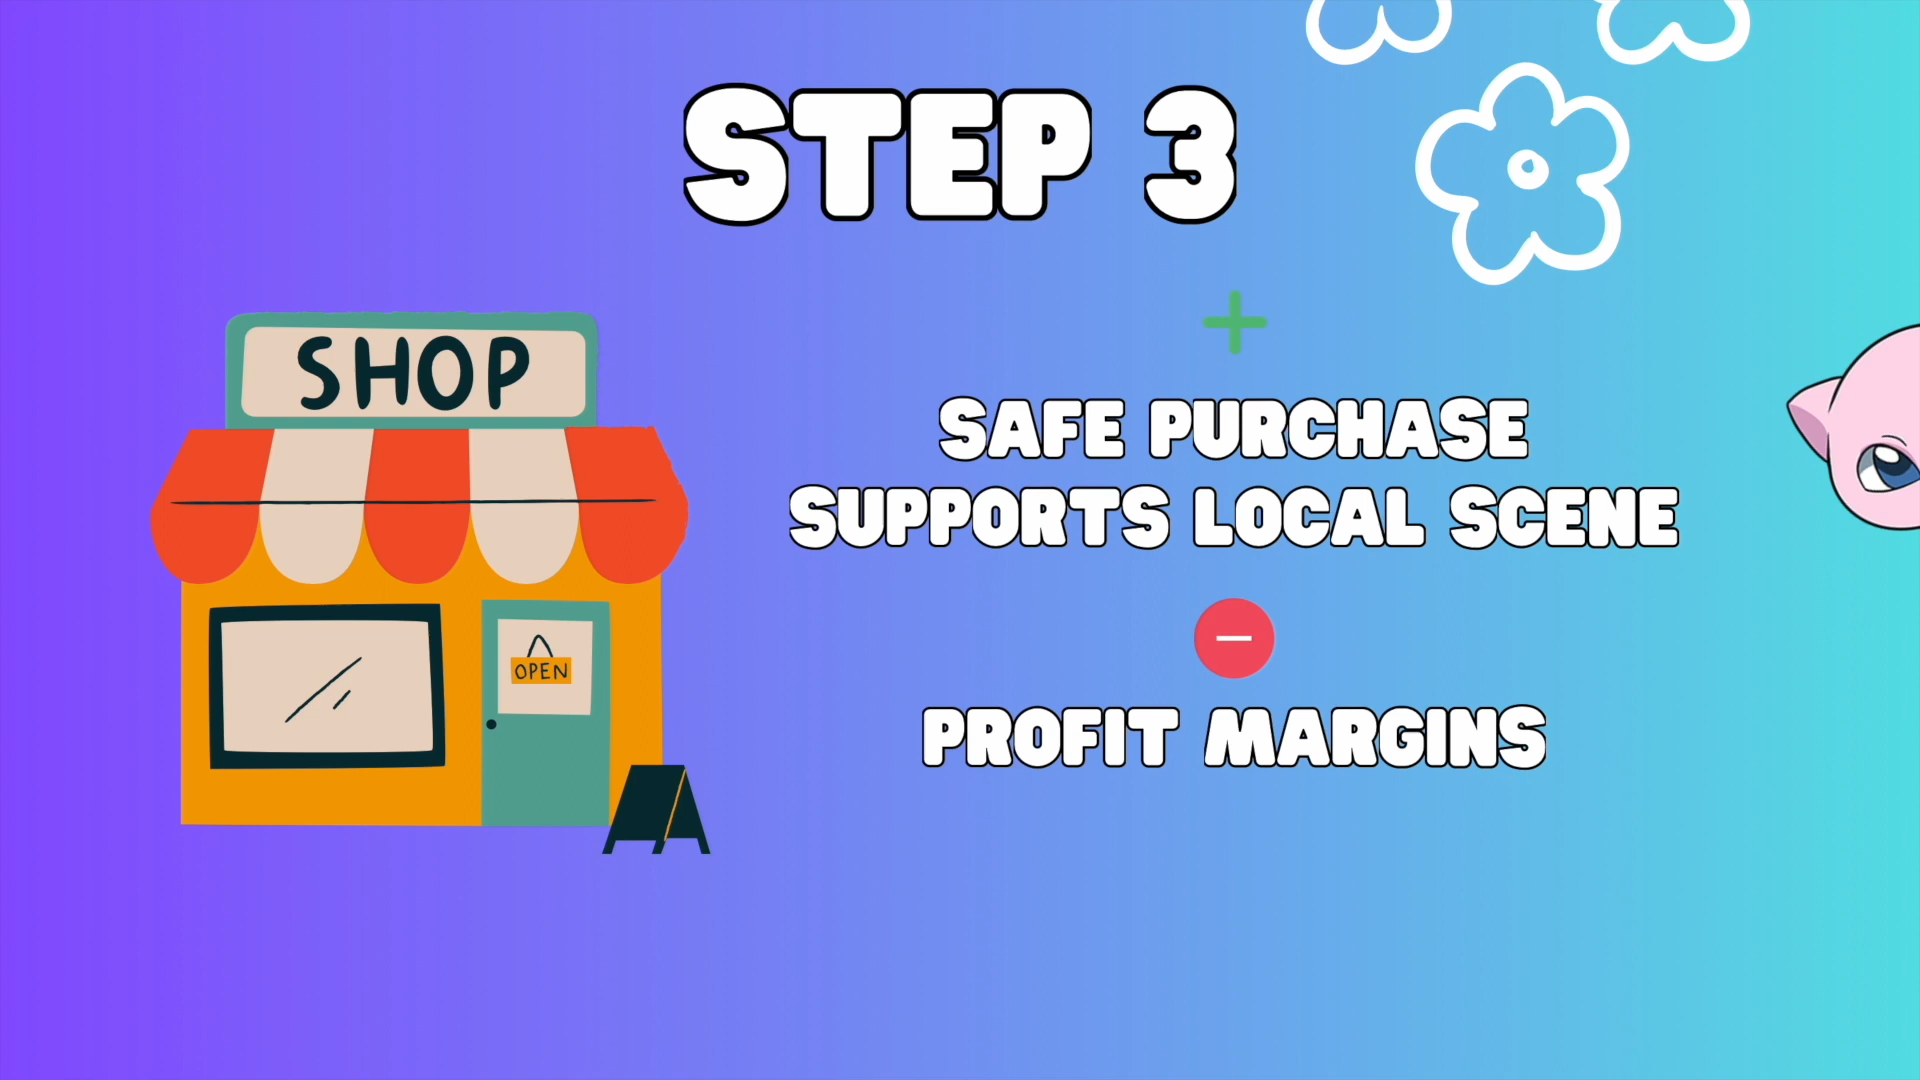 STEP 3
SHOP
OPEN
SAFE PURCHASE
SUPPORTS LOCAL SCENE
PROFIT MARGINS